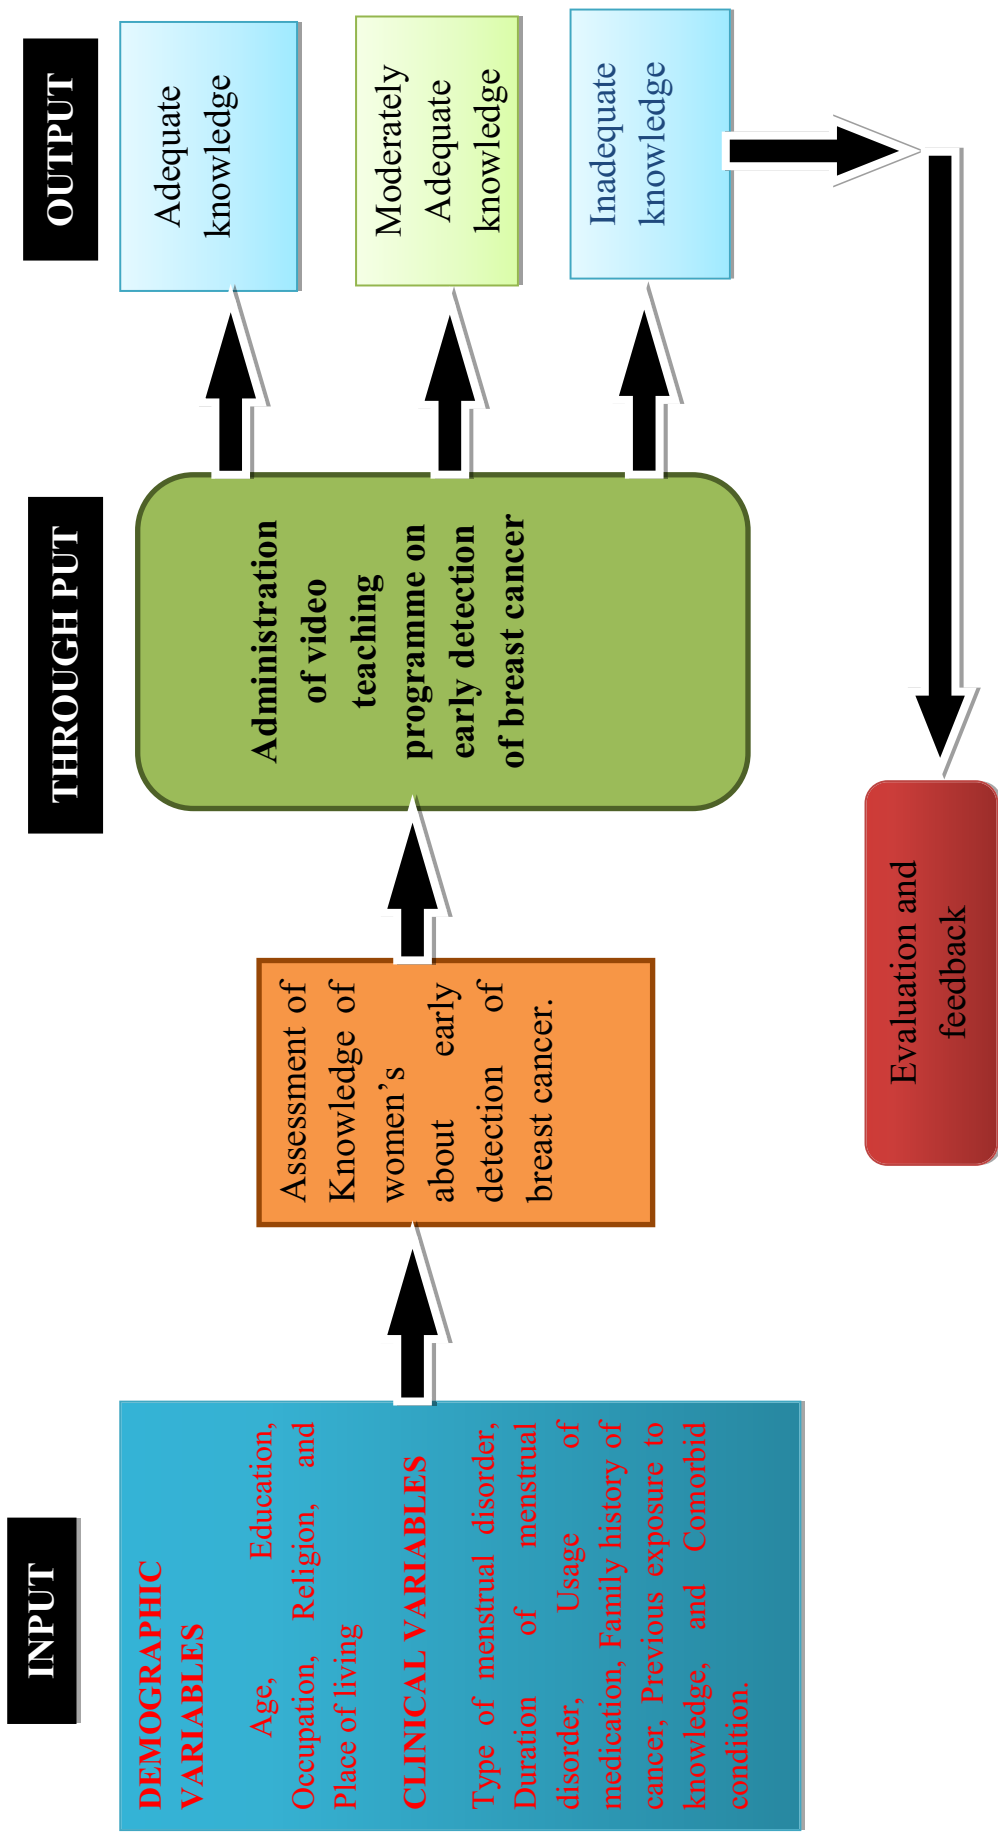 INPUT
DEMOGRAPHIC
VARIABLES
Age, Education,
Occupation, Religion, and
Place of living
CLINICAL VARIABLES
Type of menstrual disorder,
Duration of menstrual
disorder, Usage of
medication, Family history of
cancer, Previous exposure to
knowledge, and Comorbid
condition.
Assessment of
Knowledge of
women’s
about early
detection of
breast cancer.
THROUGH PUT
Administration
of video
teaching
programme on
early detection
of breast cancer
OUTPUT
Adequate
knowledge
Moderately
Adequate
knowledge
Inadequate
knowledge
Evaluation and
feedback